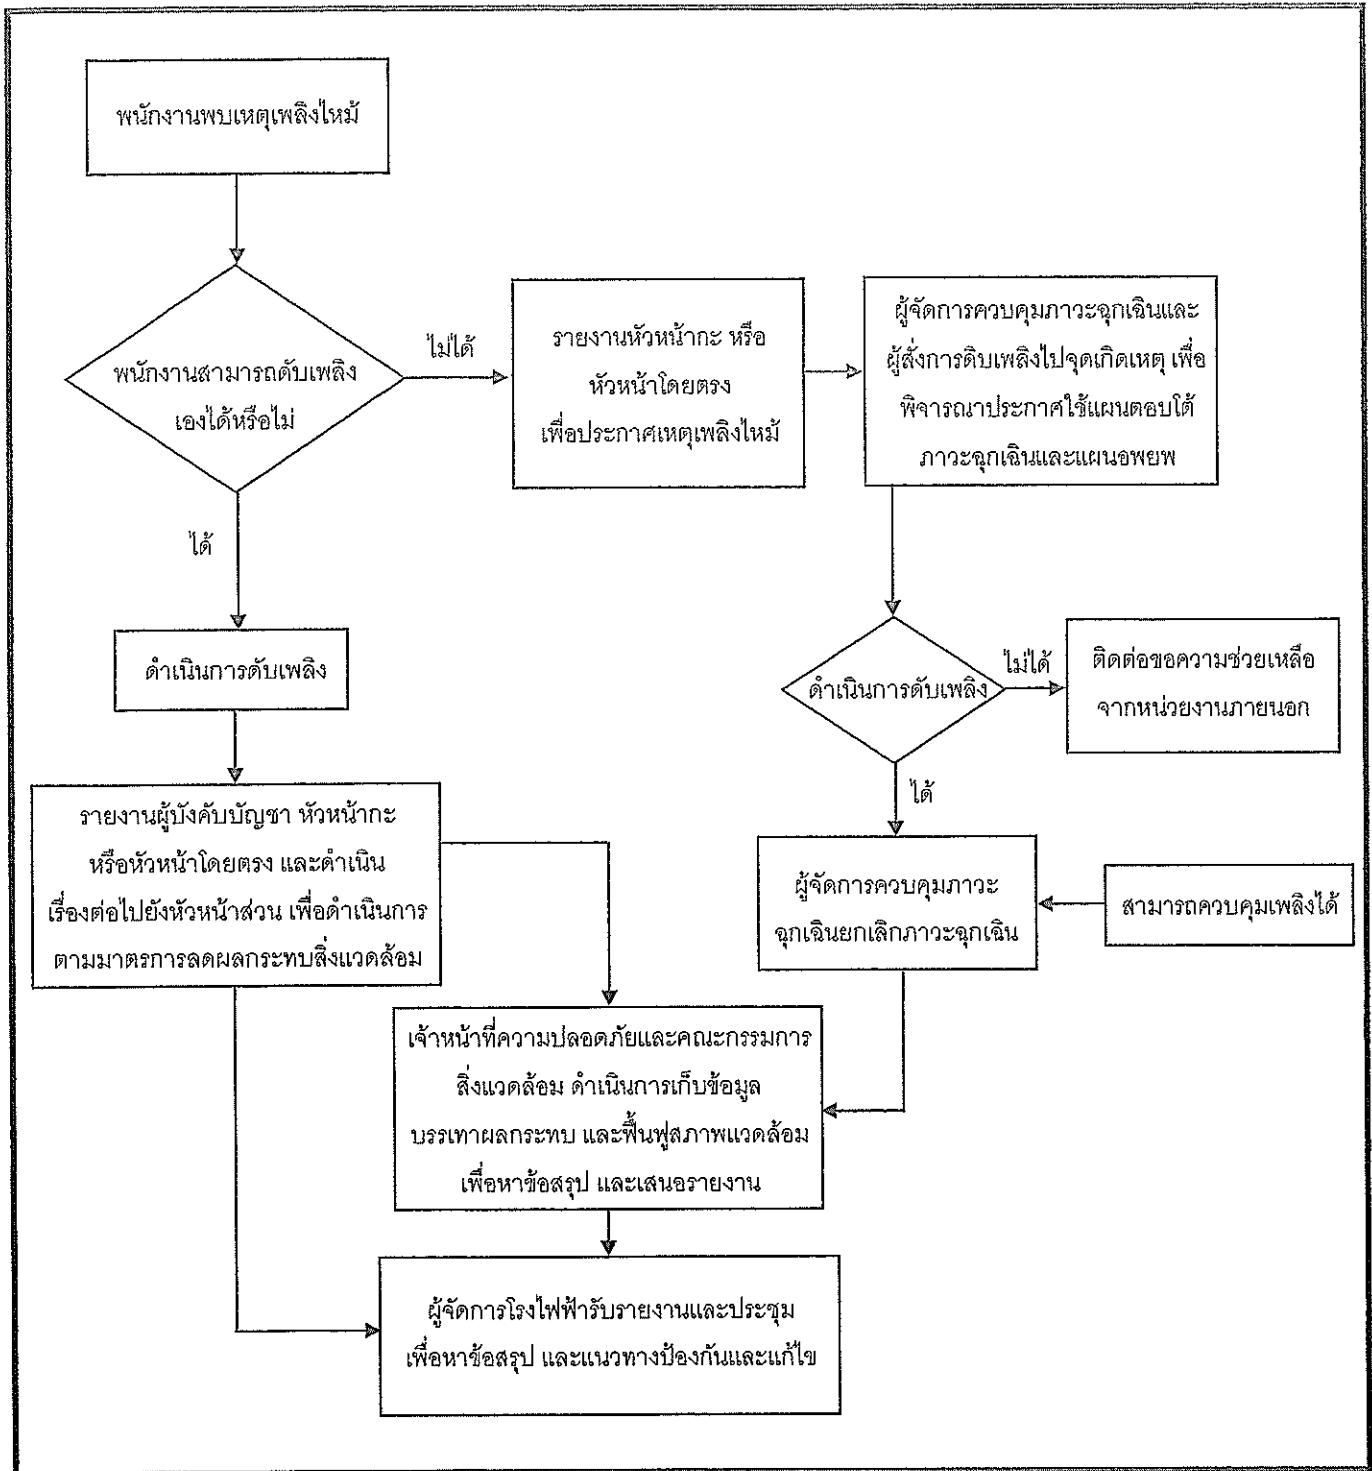 พนักงานพบเหตุเพลิงไหม้
พนักงานสามารถดับเพลิง
เองได้หรือไม่
ไม่ได้
รายงานหัวหน้ากะ หรือ
หัวหน้าโดยตรง
เพื่อประกาศเหตุเพลิงไหม้
ผู้จัดการควบคุมภาวะฉุกเฉินและ
ผู้สั่งการดิบเพลิงไปจุดเกิดเหตุ เพื่อ
พิจารณาประกาศใช้แผนตอบโต้
ภาวะฉุกเฉินและแผนอพยพ
ได้
ดำเนินการดับเพลิง
ดำเนินการดับเพลิง
ไม่ได้
ติดต่อขอความช่วยเหลือ
จากหน่วยงานภายนอก
ได้
รายงานผู้บังคับบัญชา หัวหน้ากะ
หรือหัวหน้าโดยตรง และดำเนิน
เรื่องต่อไปยังหัวหน้าส่วน เพื่อดำเนินการ
ตามมาตรการลดผลกระทบสิ่งแวดล้อม
ผู้จัดการควบคุมภาวะ
ฉุกเฉินยกเลิกภาวะฉุกเฉิน
สามารถควบคุมเพลิงได้
เจ้าหน้าที่ความปลอดภัยและคณะกรรมการ
สิ่งแวดล้อม ดำเนินการเก็บข้อมูล
บรรเทาผลกระทบ และฟื้นฟูสภาพแวดล้อม
เพื่อหาข้อสรุป และเสนอรายงาน
ผู้จัดการโรงไฟฟ้ารับรายงานและประชุม
เพื่อหาข้อสรุป และแนวทางป้องกันและแก้ไข